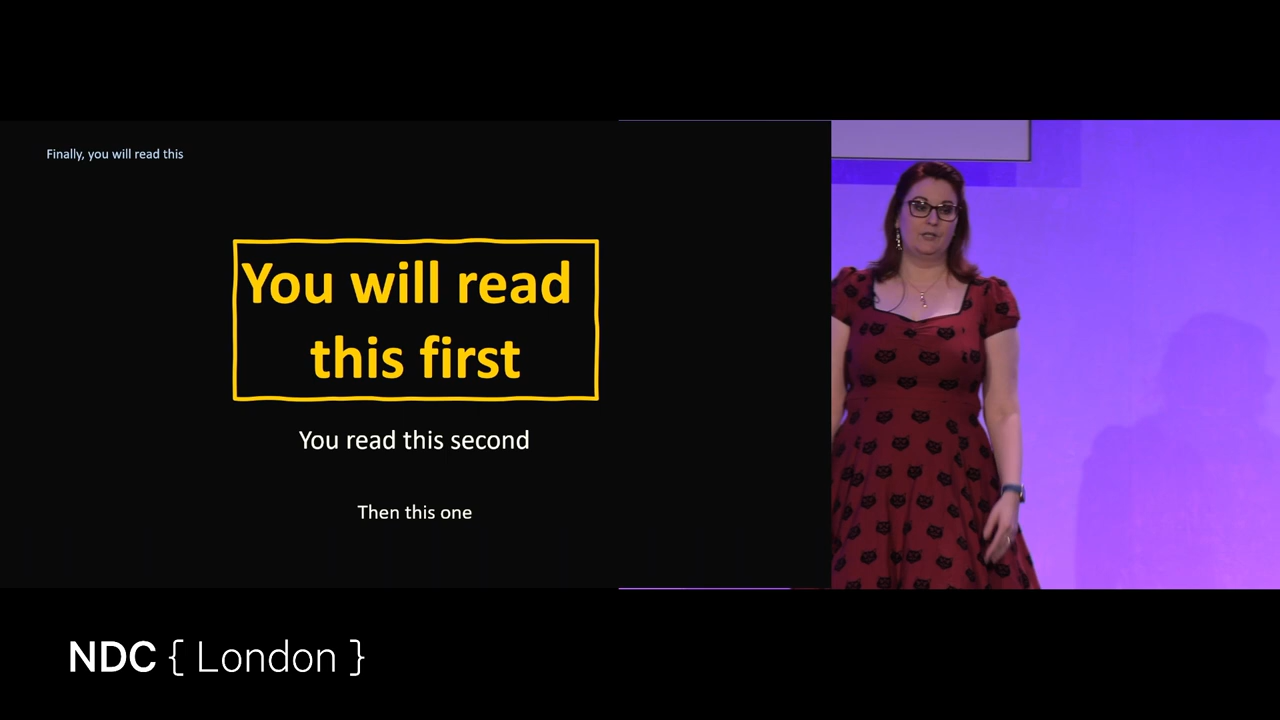 Finally, you will read this
You will read
this first
You read this second
Then this one
NDC { London }